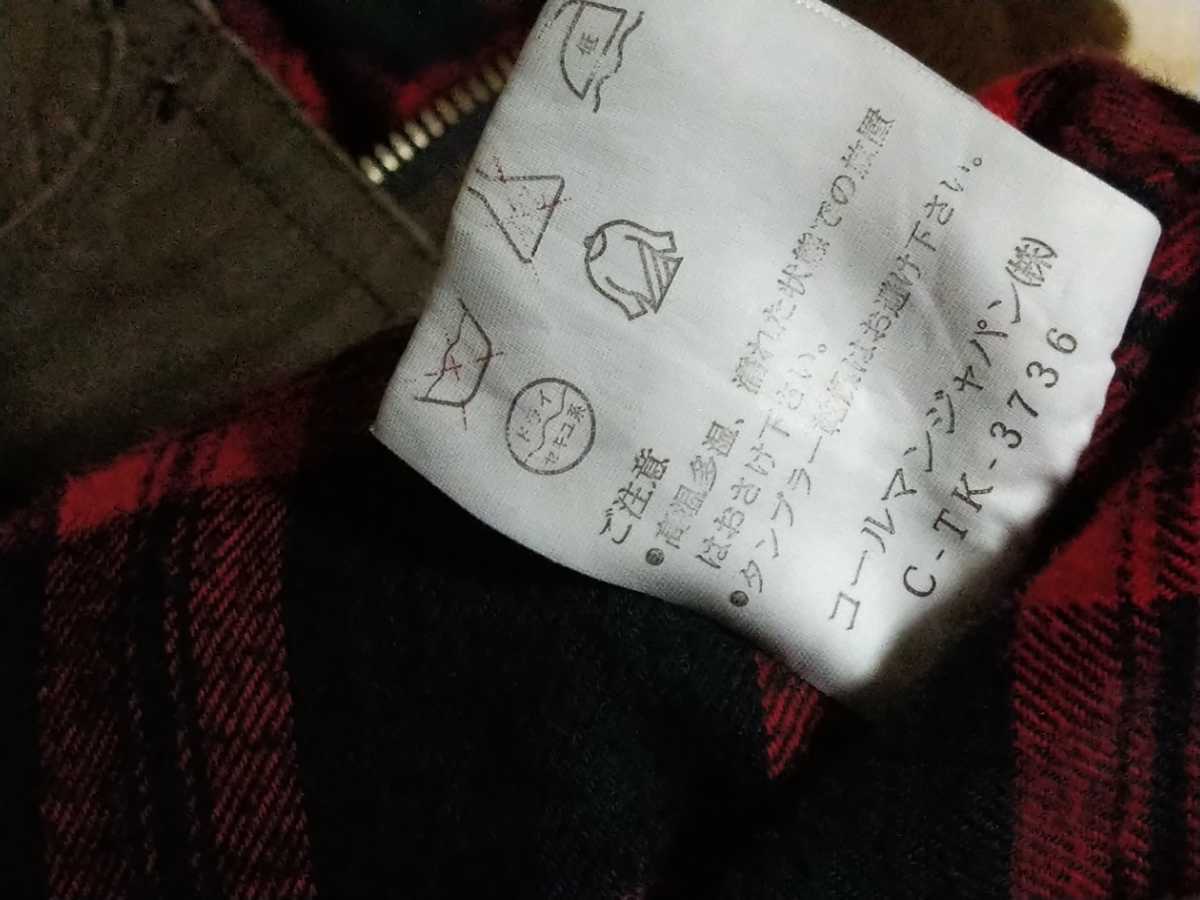 低
ドライ
セキユ系
ご注意
●高温多湿、濡れた状態での放置
はおさけ下さい。
●タンブラー乾燥はお避け下さい。
コールマンジャパン㈱
C-TK-3736